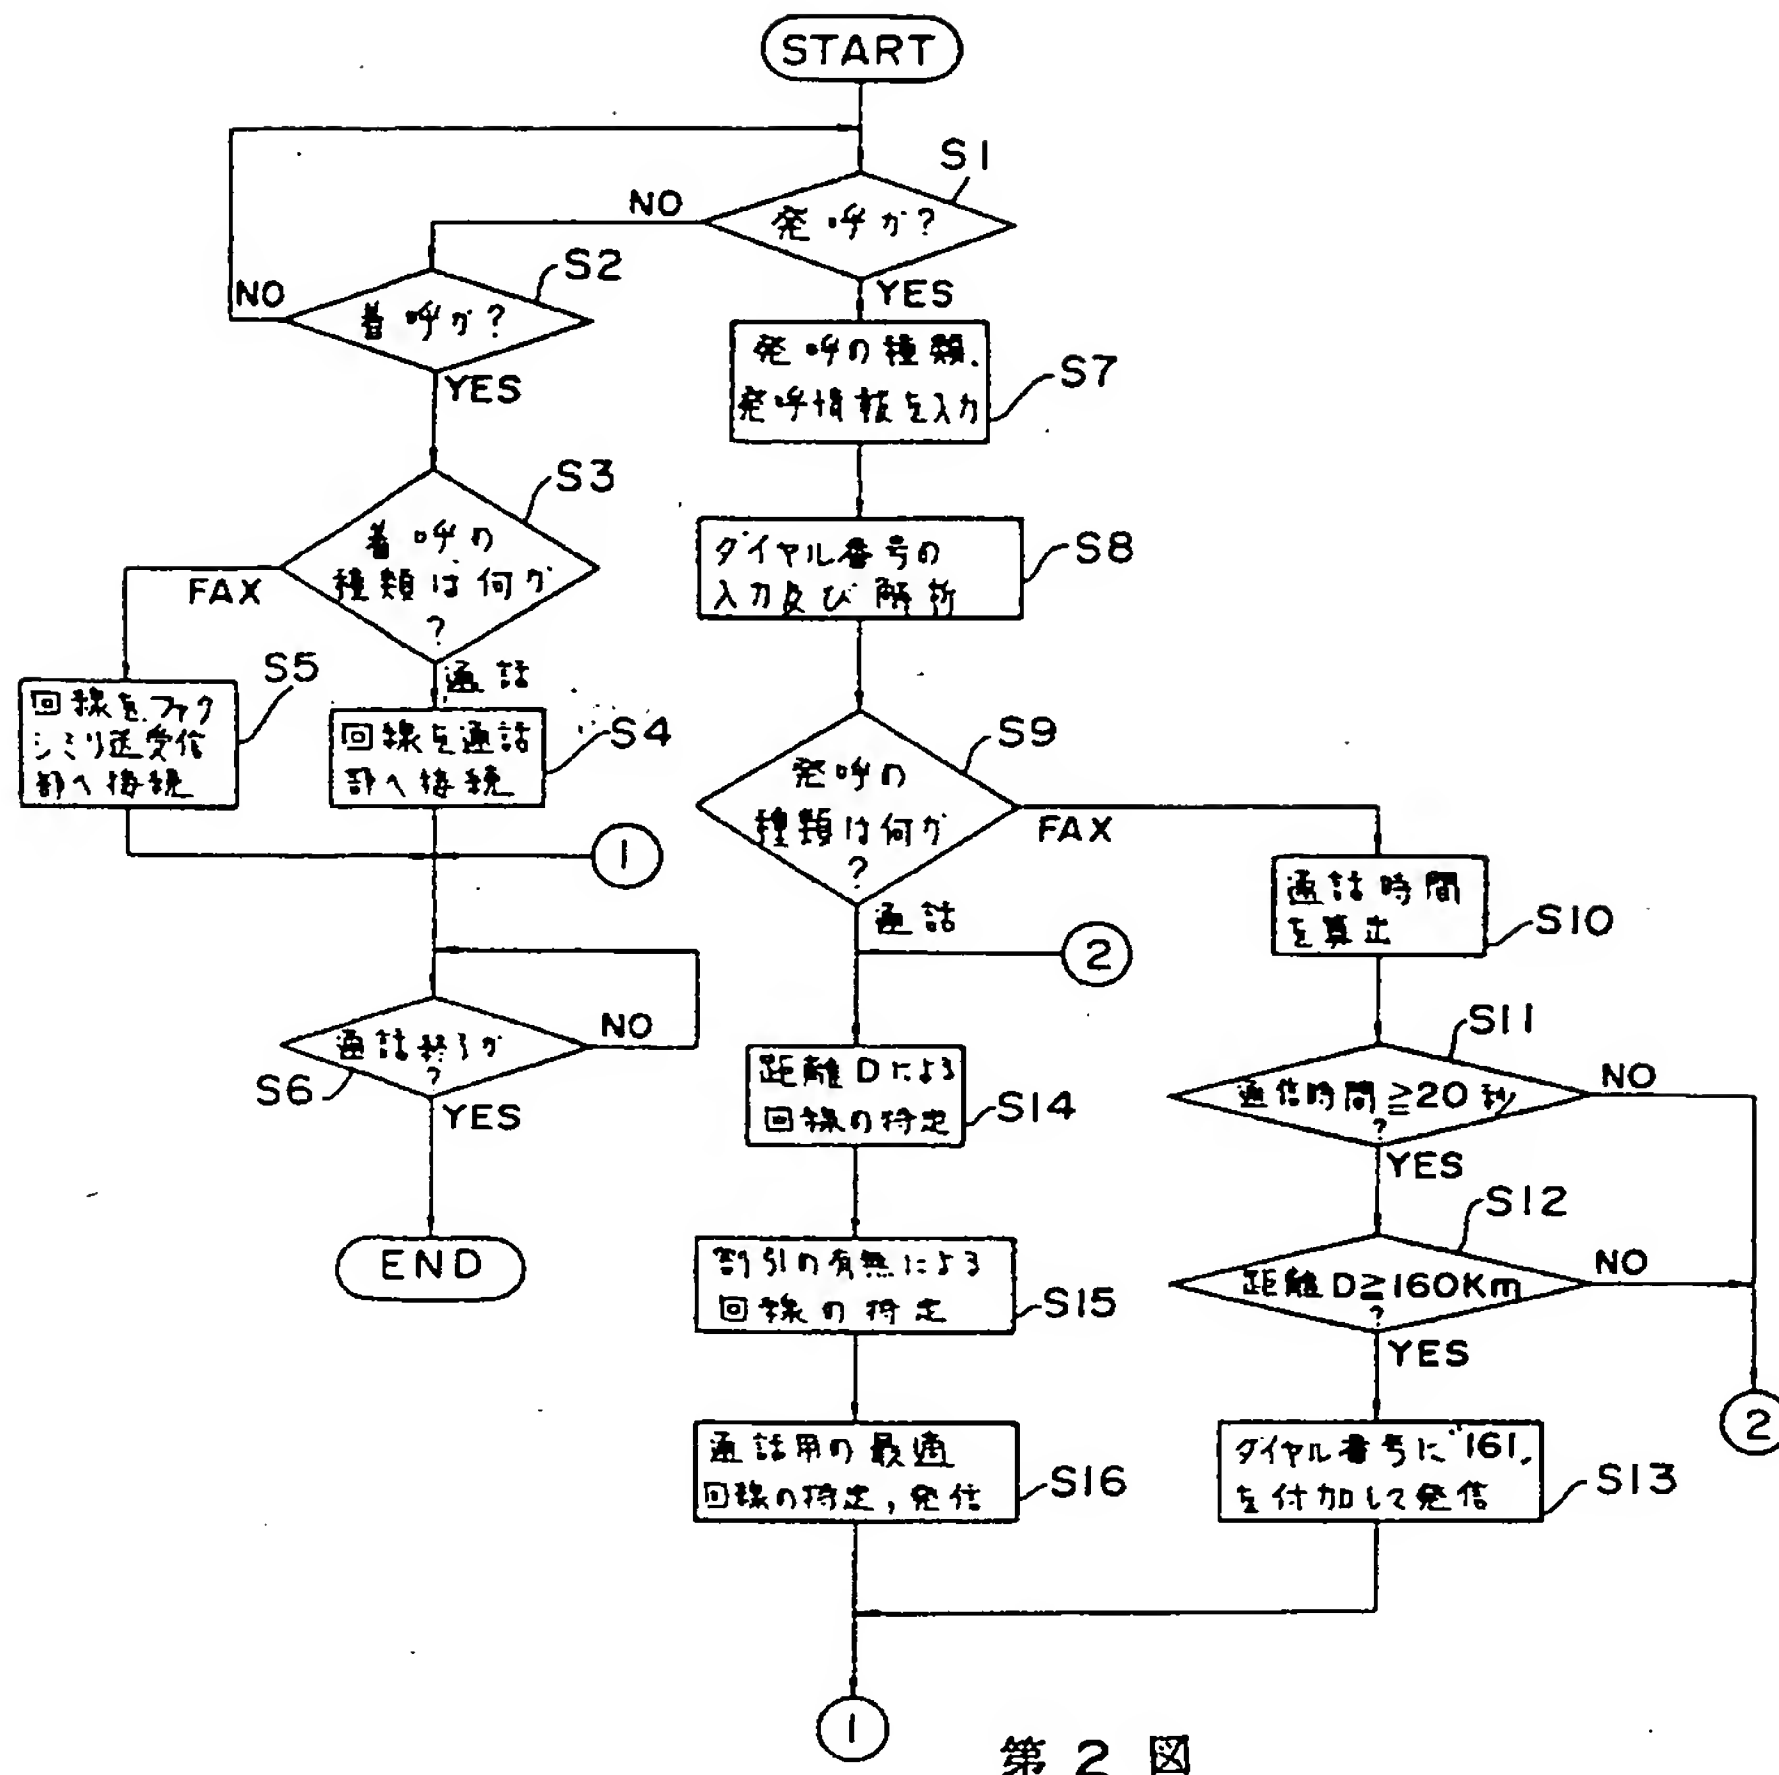 START
S1
NO
発呼か?
S2
NO
着呼か?
YES
YES
発呼の種類、
発呼情報を入力
S7
S3
着呼の
種類は何か
?
FAX
通話
ダイヤル番号の
入力及び解析
S8
S5
回線をファク
シミリ送受信
部へ接続
回線を通話
部へ接続
S4
S9
発呼の
種類は何か
?
FAX
通話
1
2
通話時間
を算出
S10
通話終了か
?
NO
S6
YES
END
距離Dによる
回線の特定
S14
S11
通信時間≧20秒
?
NO
YES
S12
距離D≧160Km
?
NO
YES
割引の有無による
回線の特定
S15
2
通話用の最適
回線の特定,発信
S16
ダイヤル番号に"161"
を付加して発信
S13
1
第2図